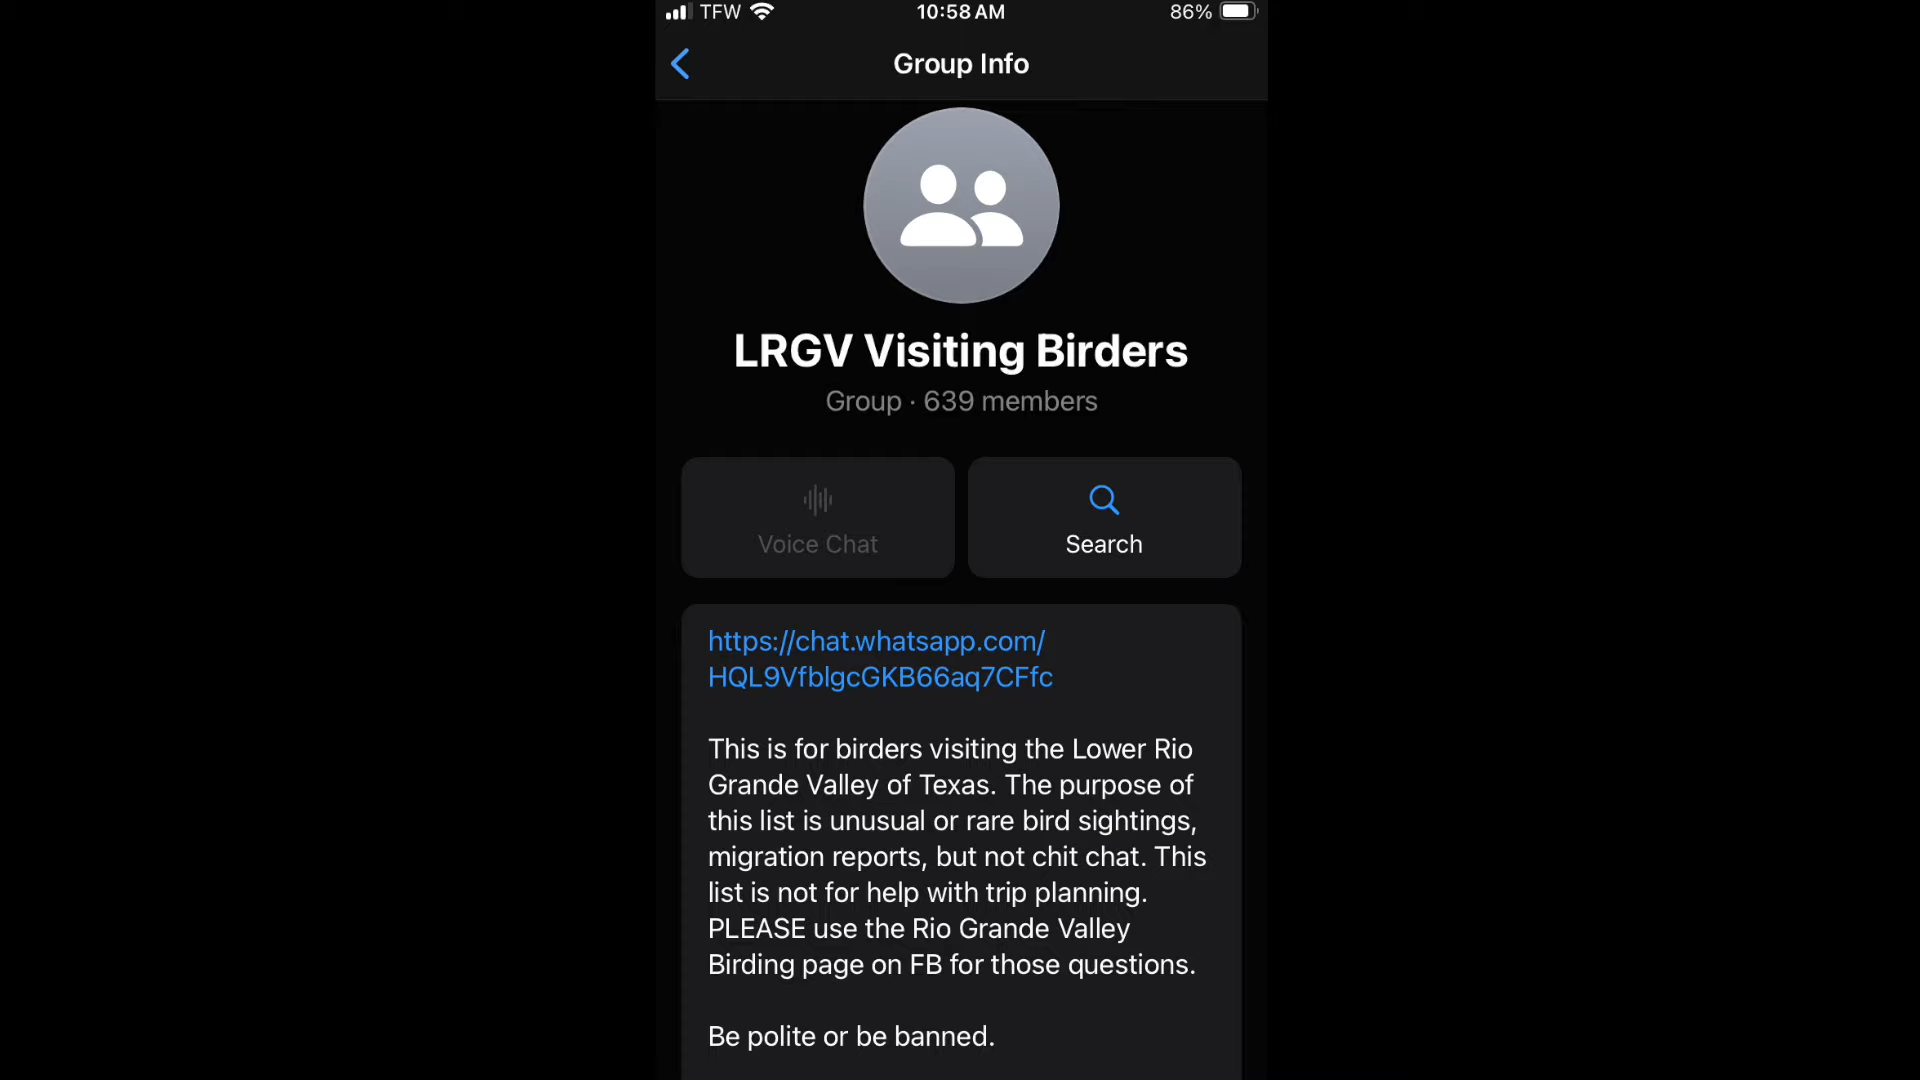 TFW 10:58 AM 86%
Group Info
LRGV Visiting Birders
Group · 639 members
Voice Chat
Search
https://chat.whatsapp.com/
HQL9VfblgcGKB66aq7CFfc
This is for birders visiting the Lower Rio
Grande Valley of Texas. The purpose of
this list is unusual or rare bird sightings,
migration reports, but not chit chat. This
list is not for help with trip planning.
PLEASE use the Rio Grande Valley
Birding page on FB for those questions.
Be polite or be banned.